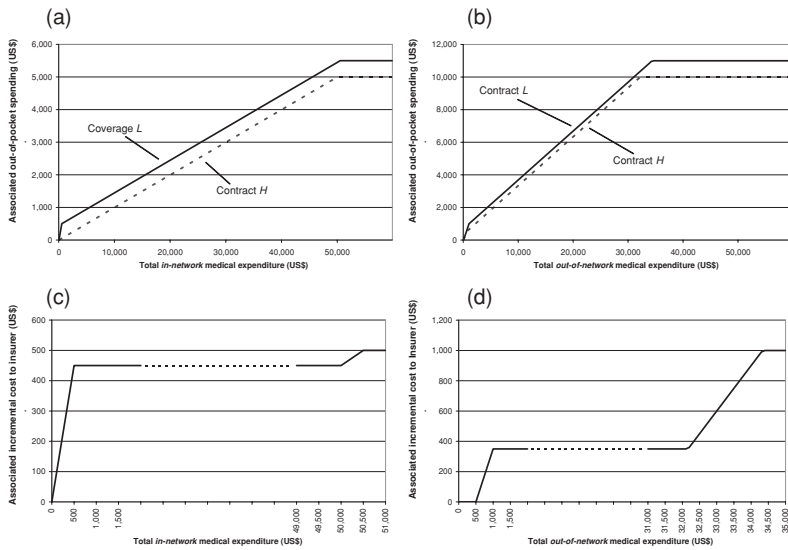 (a)
Associated out-of-pocket spending (US$)
6,000
5,000
4,000
3,000
2,000
1,000
0
Coverage L
Contract H
0 10,000 20,000 30,000 40,000 50,000
Total in-network medical expenditure (US$)
(b)
Associated out-of-pocket spending (US$)
12,000
10,000
8,000
6,000
4,000
2,000
0
Contract L
Contract H
0 10,000 20,000 30,000 40,000 50,000
Total out-of-network medical expenditure (US$)
(c)
Associated incremental cost to insurer (US$)
600
500
400
300
200
100
0
0 500 1,000 1,500 49,000 49,500 50,000 50,500 51,000
Total in-network medical expenditure (US$)
(d)
Associated incremental cost to Insurer (US$)
1,200
1,000
800
600
400
200
0
0 500 1,000 1,500 31,000 31,500 32,000 32,500 33,000 33,500 34,000 34,500 35,000
Total out-of-network medical expenditure (US$)